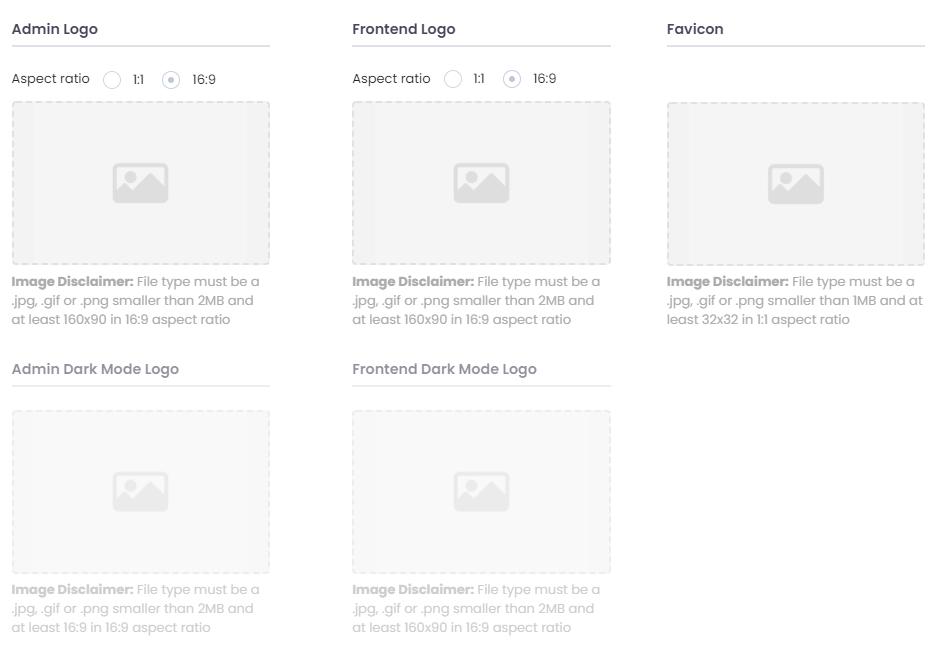 Admin Logo
Aspect ratio 1:1 16:9
Image Disclaimer: File type must be a
.jpg, .gif or .png smaller than 2MB and
at least 160x90 in 16:9 aspect ratio
Frontend Logo
Aspect ratio 1:1 16:9
Image Disclaimer: File type must be a
.jpg, .gif or .png smaller than 2MB and
at least 160x90 in 16:9 aspect ratio
Favicon
Image Disclaimer: File type must be a
.jpg, .gif or .png smaller than 1MB and at
least 32x32 in 1:1 aspect ratio
Admin Dark Mode Logo
Image Disclaimer: File type must be a
.jpg, .gif or .png smaller than 2MB and
at least 16:9 in 16:9 aspect ratio
Frontend Dark Mode Logo
Image Disclaimer: File type must be a
.jpg, .gif or .png smaller than 2MB and
at least 160x90 in 16:9 aspect ratio